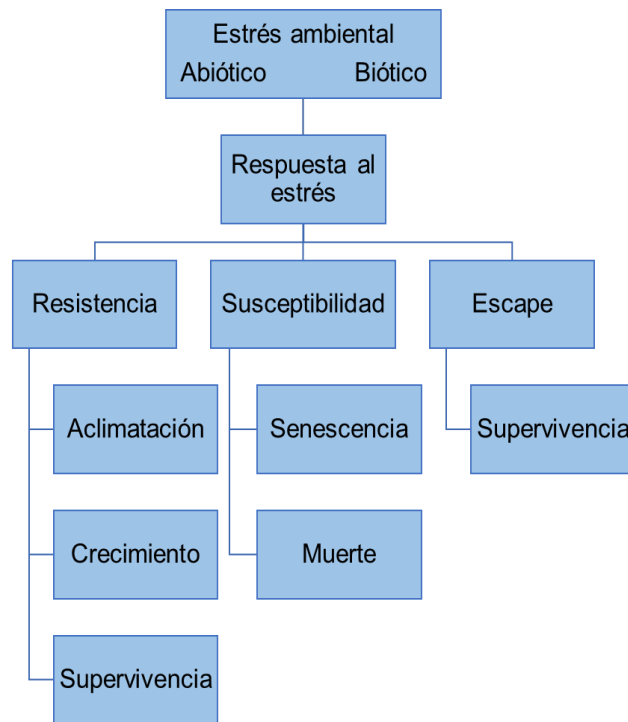 Estrés ambiental
Abiótico Biótico
Respuesta al
estrés
Resistencia
Susceptibilidad
Escape
Aclimatación
Senescencia
Supervivencia
Crecimiento
Muerte
Supervivencia